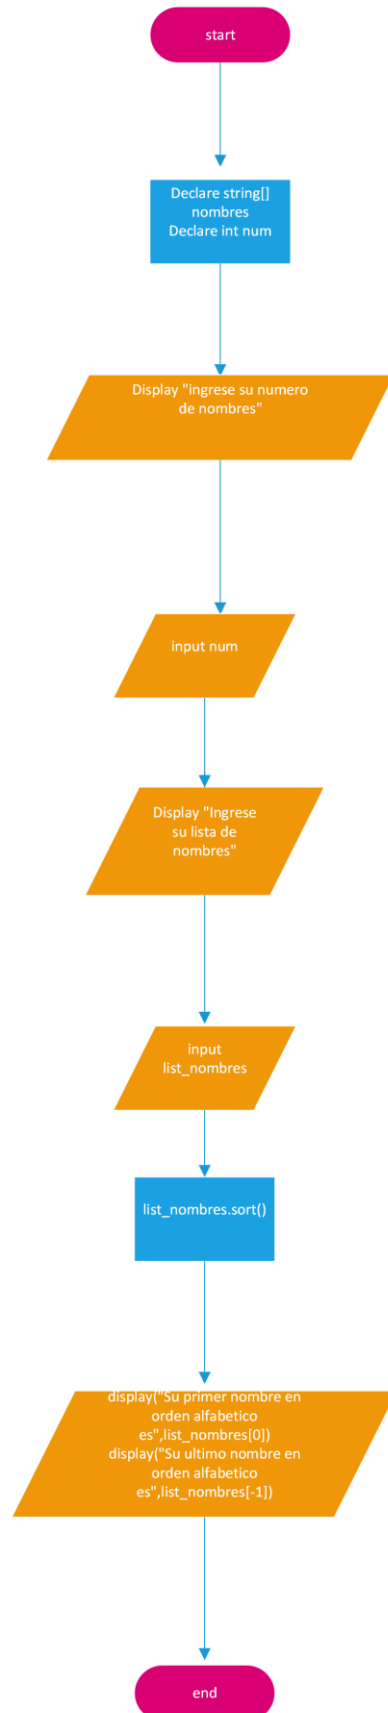 start
Declare string[]
nombres
Declare int num
Display "ingrese su numero
de nombres"
input num
Display "Ingrese
su lista de
nombres"
input
list_nombres
list_nombres.sort()
display("Su primer nombre en
orden alfabetico
es",list_nombres[0])
display("Su ultimo nombre en
orden alfabetico
es",list_nombres[-1])
end